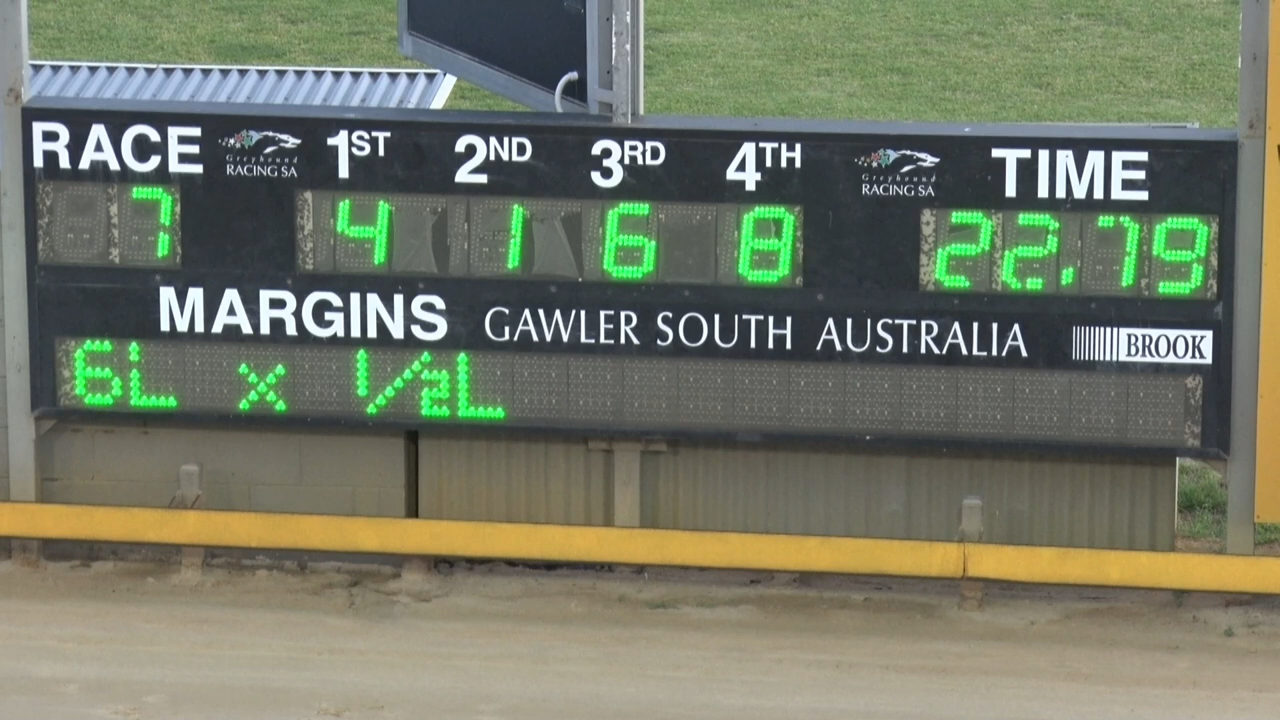 RACE Greyhound RACING SA 1ST 2ND 3RD 4TH Greyhound RACING SA TIME
7 4 1 6 8 22.79
MARGINS GAWLER SOUTH AUSTRALIA BROOK
6L x 1/2L